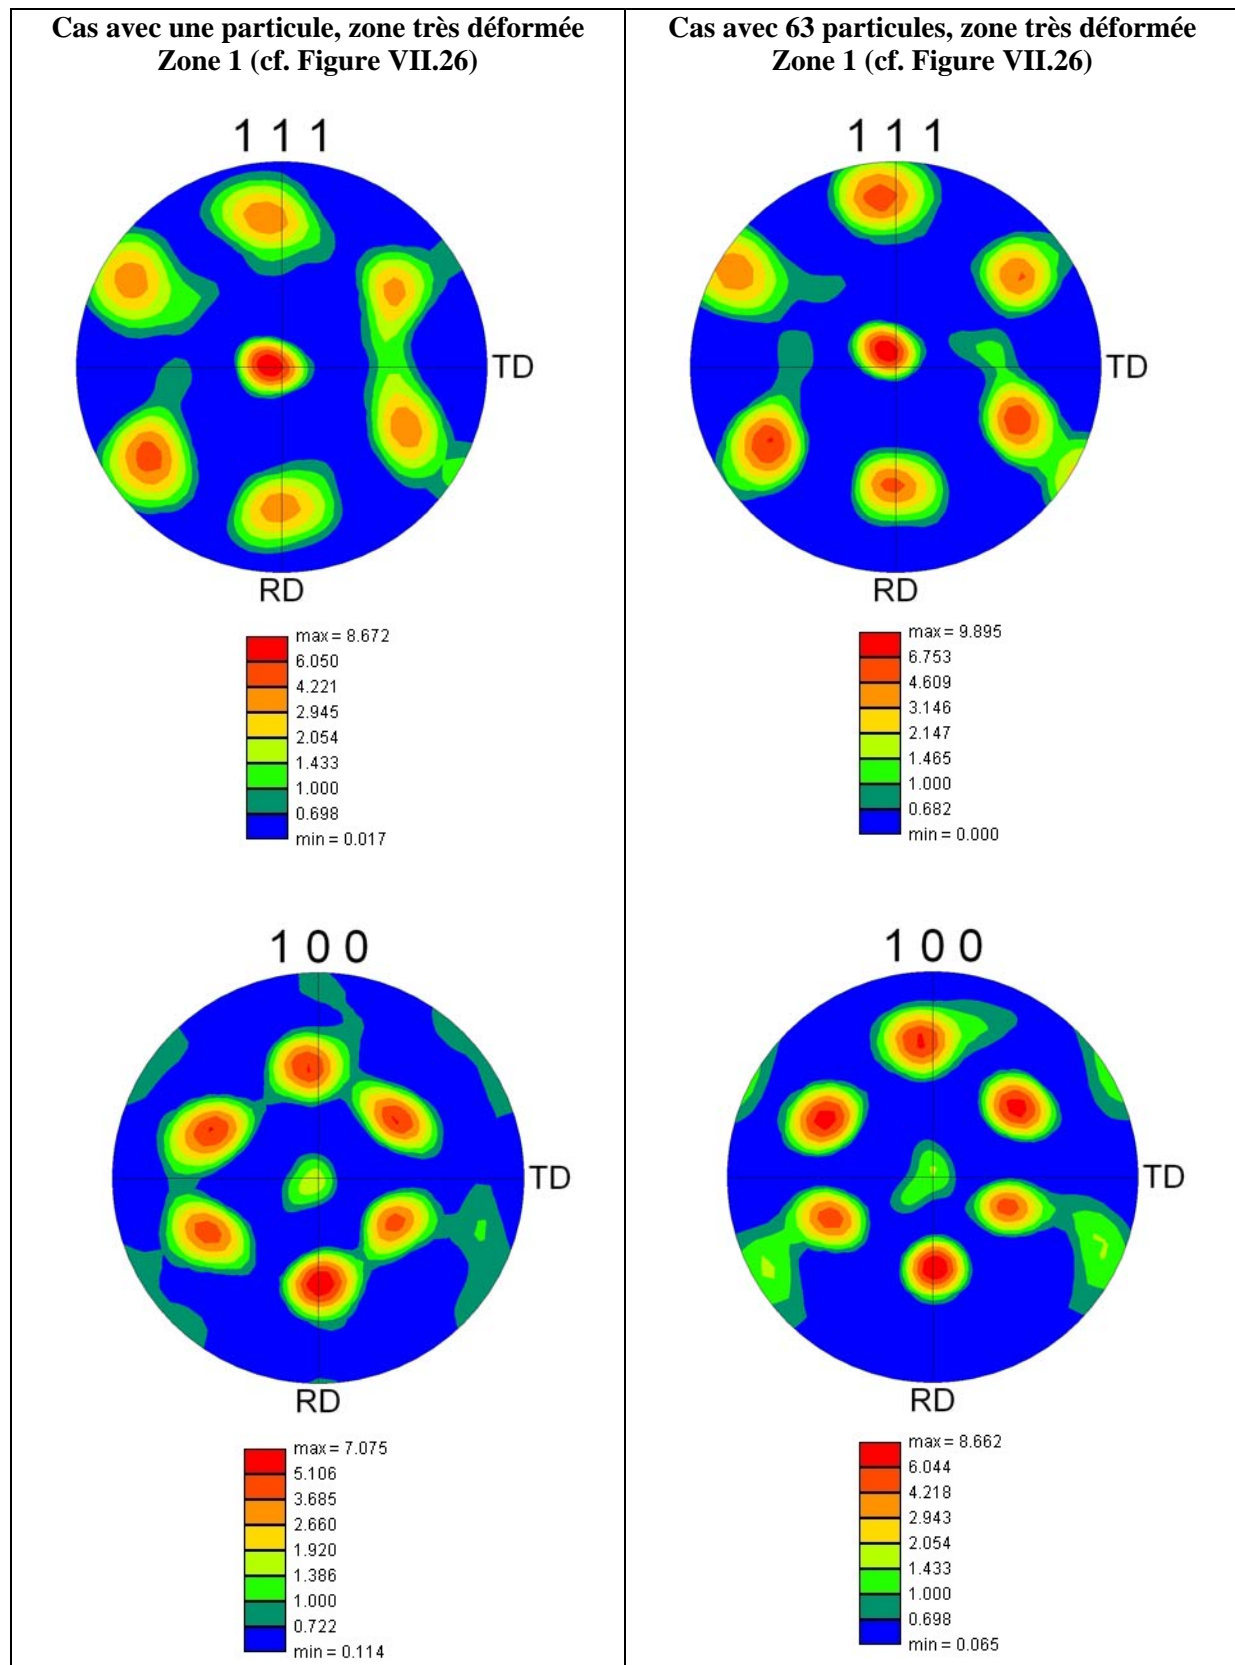 Cas avec une particule, zone très déformée
Zone 1 (cf. Figure VII.26)
1 1 1
TD
RD
max = 8.672
6.050
4.221
2.945
2.054
1.433
1.000
0.698
min = 0.017
1 0 0
TD
RD
max = 7.075
5.106
3.685
2.660
1.920
1.386
1.000
0.722
min = 0.114
Cas avec 63 particules, zone très déformée
Zone 1 (cf. Figure VII.26)
1 1 1
TD
RD
max = 9.895
6.753
4.609
3.146
2.147
1.465
1.000
0.682
min = 0.000
1 0 0
TD
RD
max = 8.662
6.044
4.218
2.943
2.054
1.433
1.000
0.698
min = 0.065